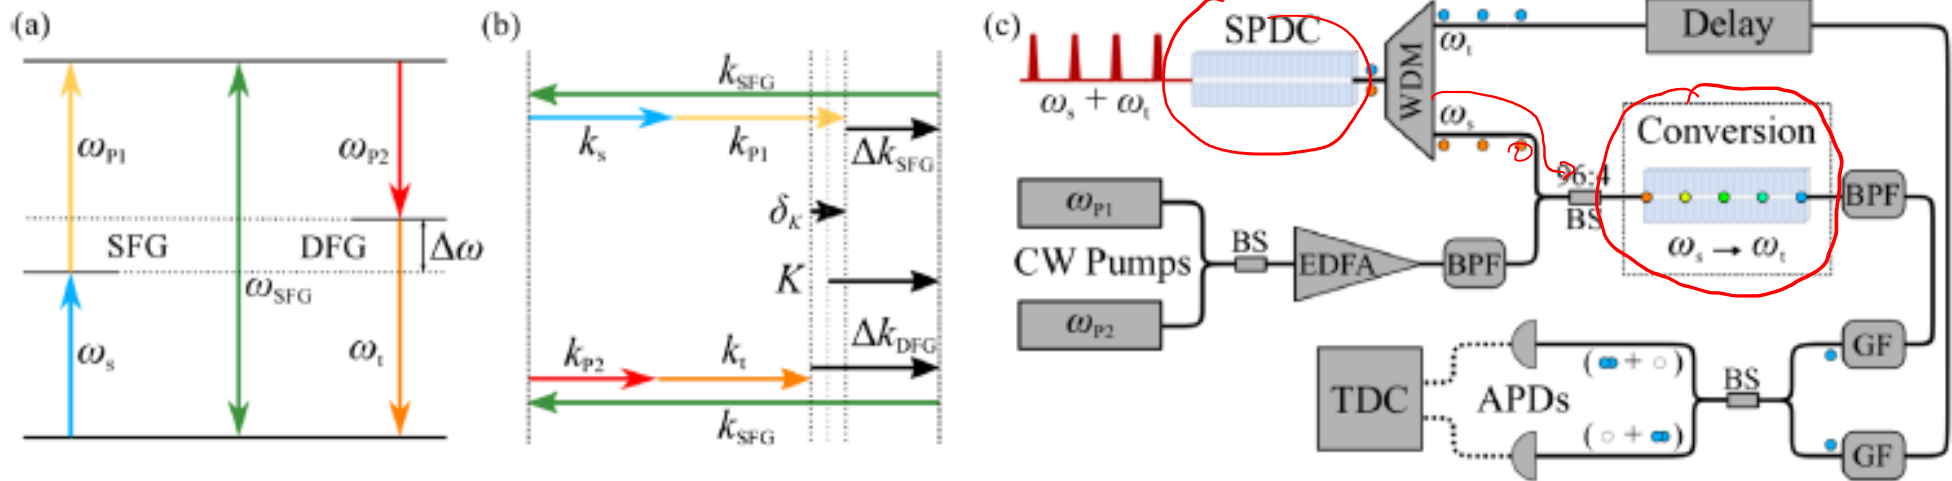 (a)
ω_P1
ω_P2
SFG
DFG
Δω
ω_SFG
ω_s
ω_t
(b)
k_SFG
k_s
k_P1
Δk_SFG
δ_K
K
k_P2
k_t
Δk_DFG
k_SFG
(c)
SPDC
ω_s + ω_t
WDM
ω_t
Delay
ω_s
96:4
BS
Conversion
ω_s → ω_t
BPF
ω_P1
CW Pumps
ω_P2
BS
EDFA
BPF
TDC
APDs
( + )
( + )
BS
GF
GF